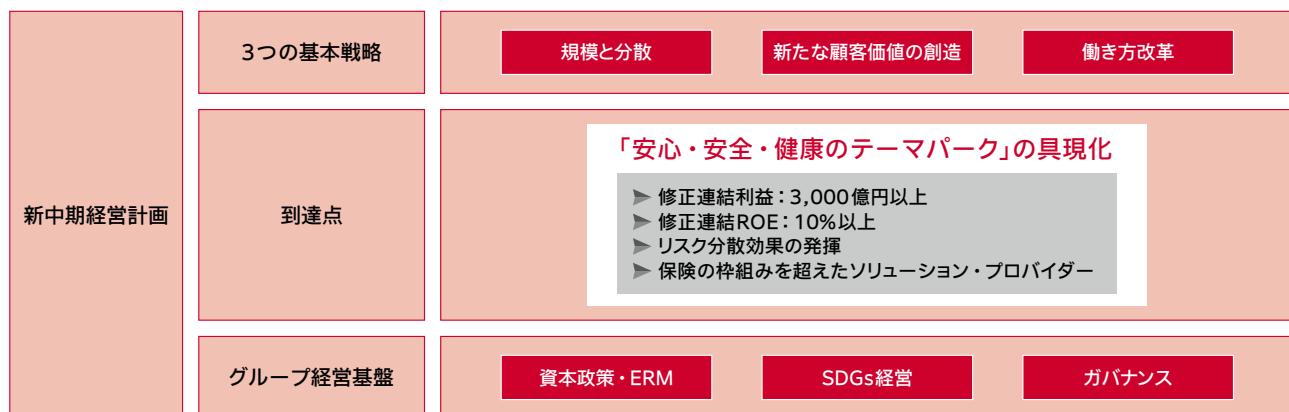 新中期経営計画
3つの基本戦略
規模と分散
新たな顧客価値の創造
働き方改革
到達点
「安心・安全・健康のテーマパーク」の具現化
修正連結利益：3,000億円以上
修正連結ROE：10%以上
リスク分散効果の発揮
保険の枠組みを超えたソリューション・プロバイダー
グループ経営基盤
資本政策・ERM
SDGs経営
ガバナンス